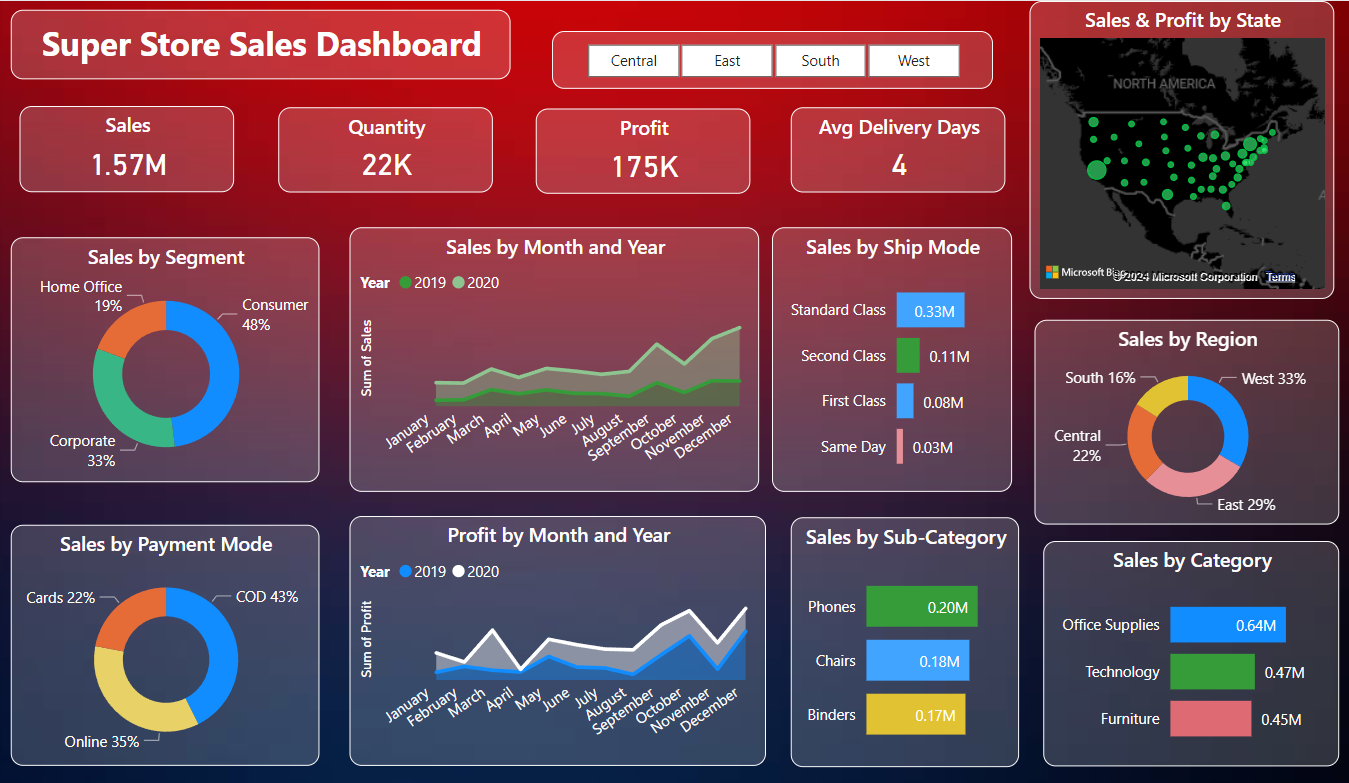 Super Store Sales Dashboard
Central East South West
Sales & Profit by State
NORTH AMERICA
Microsoft
©2024 Microsoft Corporation Terms
Sales
1.57M
Quantity
22K
Profit
175K
Avg Delivery Days
4
Sales by Segment
Home Office
19%
Consumer
48%
Corporate
33%
Sales by Month and Year
Year 2019 2020
Sum of Sales
January
February
March
April
May
June
July
August
September
October
November
December
Sales by Ship Mode
Standard Class 0.33M
Second Class 0.11M
First Class 0.08M
Same Day 0.03M
Sales by Region
South 16%
West 33%
Central
22%
East 29%
Sales by Payment Mode
Cards 22%
COD 43%
Online 35%
Profit by Month and Year
Year 2019 2020
Sum of Profit
January
February
March
April
May
June
July
August
September
October
November
December
Sales by Sub-Category
Phones 0.20M
Chairs 0.18M
Binders 0.17M
Sales by Category
Office Supplies 0.64M
Technology 0.47M
Furniture 0.45M